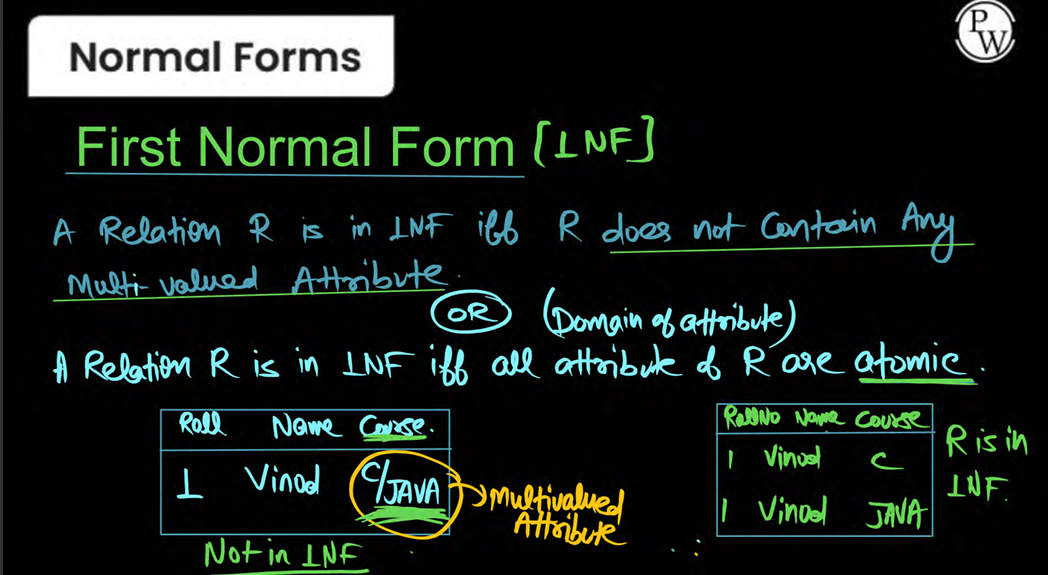 PW
Normal Forms
First Normal Form [1NF]
A Relation R is in 1NF iff R does not Contain Any
Multi-valued Attribute.
OR (Domain of attribute)
A Relation R is in 1NF iff all attribute of R are atomic.
Roll Name Course.
1 Vinod C/JAVA
Multivalued
Attribute
Not in 1NF
RollNo Name Course
1 Vinod C
1 Vinod JAVA
R is in
1NF.